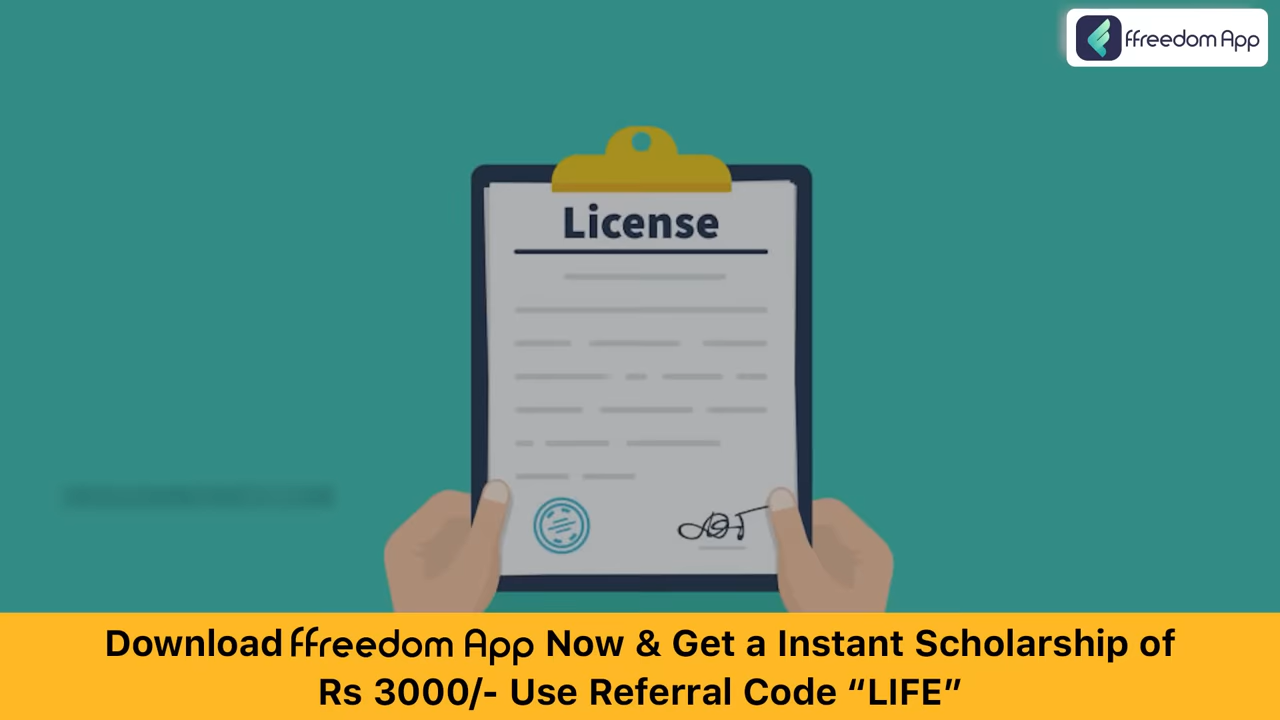 ffreedom App
License
Download ffreedom App Now & Get a Instant Scholarship of
Rs 3000/- Use Referral Code “LIFE”